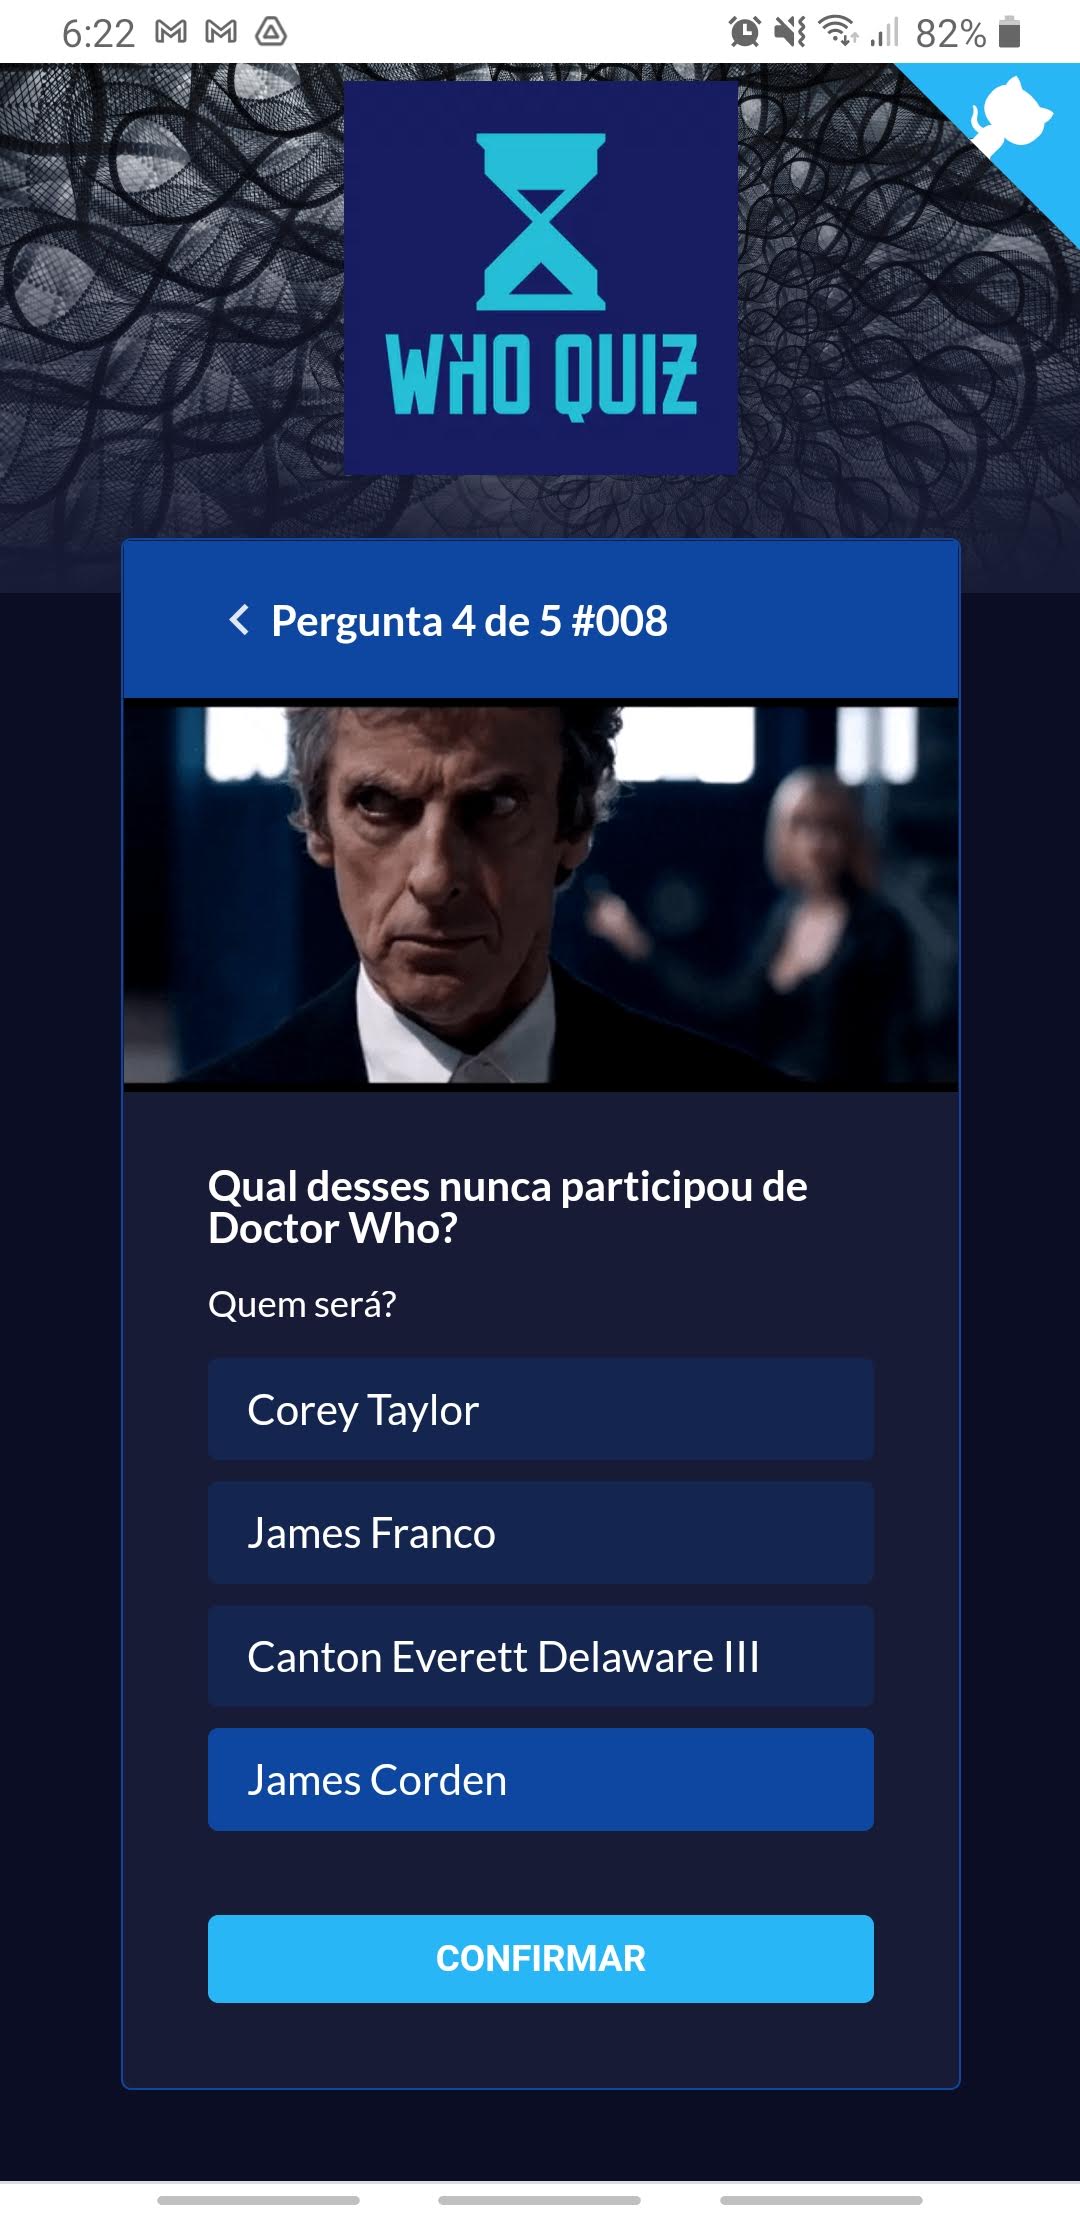 6:22
82%
WHO QUIZ
Pergunta 4 de 5 #008
Qual desses nunca participou de
Doctor Who?
Quem será?
Corey Taylor
James Franco
Canton Everett Delaware III
James Corden
CONFIRMAR